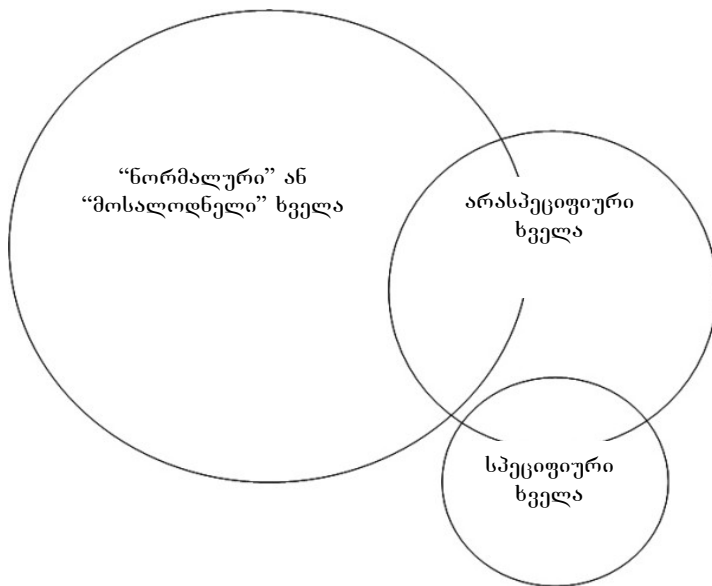 “ნორმალური” ან
“მოსალოდნელი” ხველა
არასპეციფიური
ხველა
სპეციფიური
ხველა